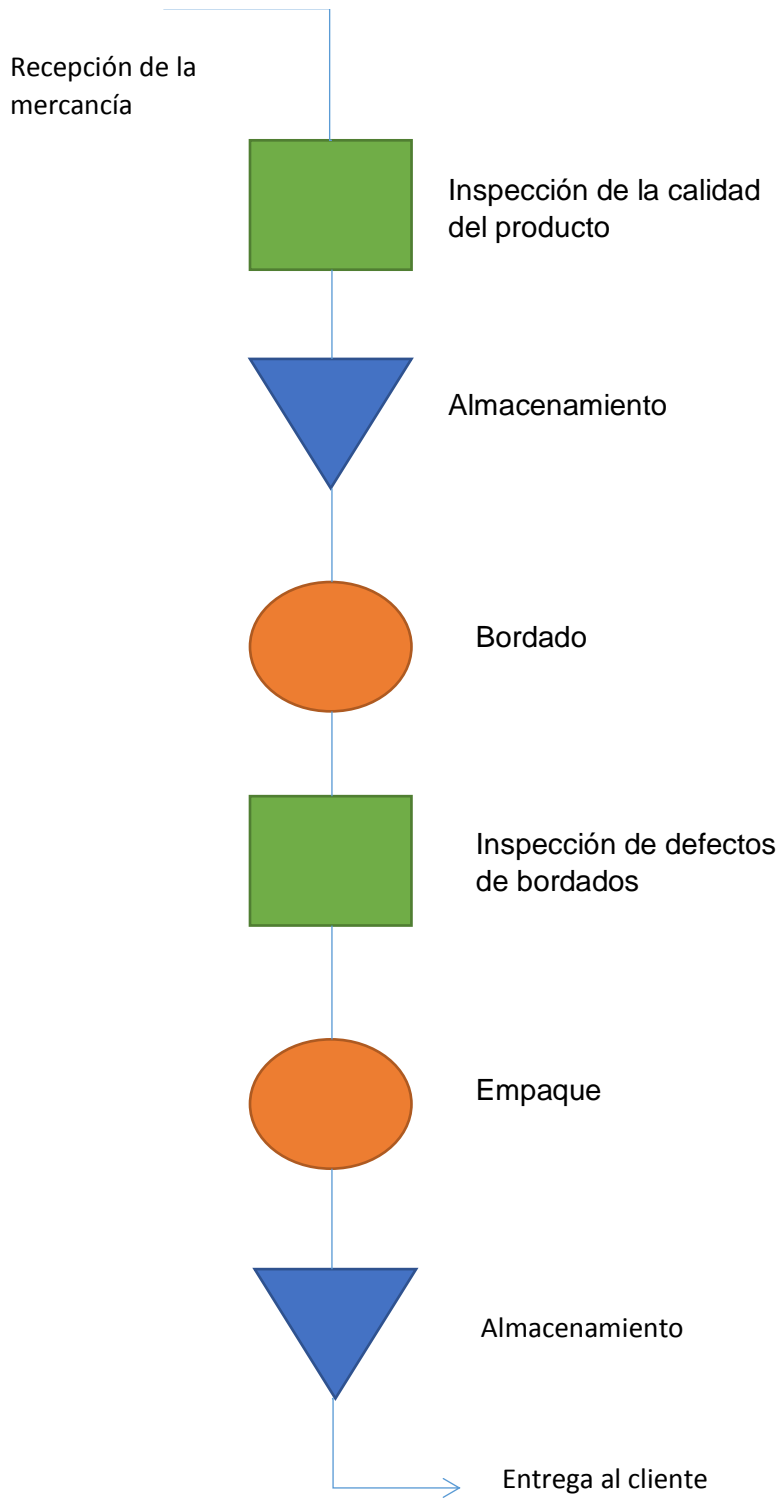 Recepción de la
mercancía
Inspección de la calidad
del producto
Almacenamiento
Bordado
Inspección de defectos
de bordados
Empaque
Almacenamiento
Entrega al cliente